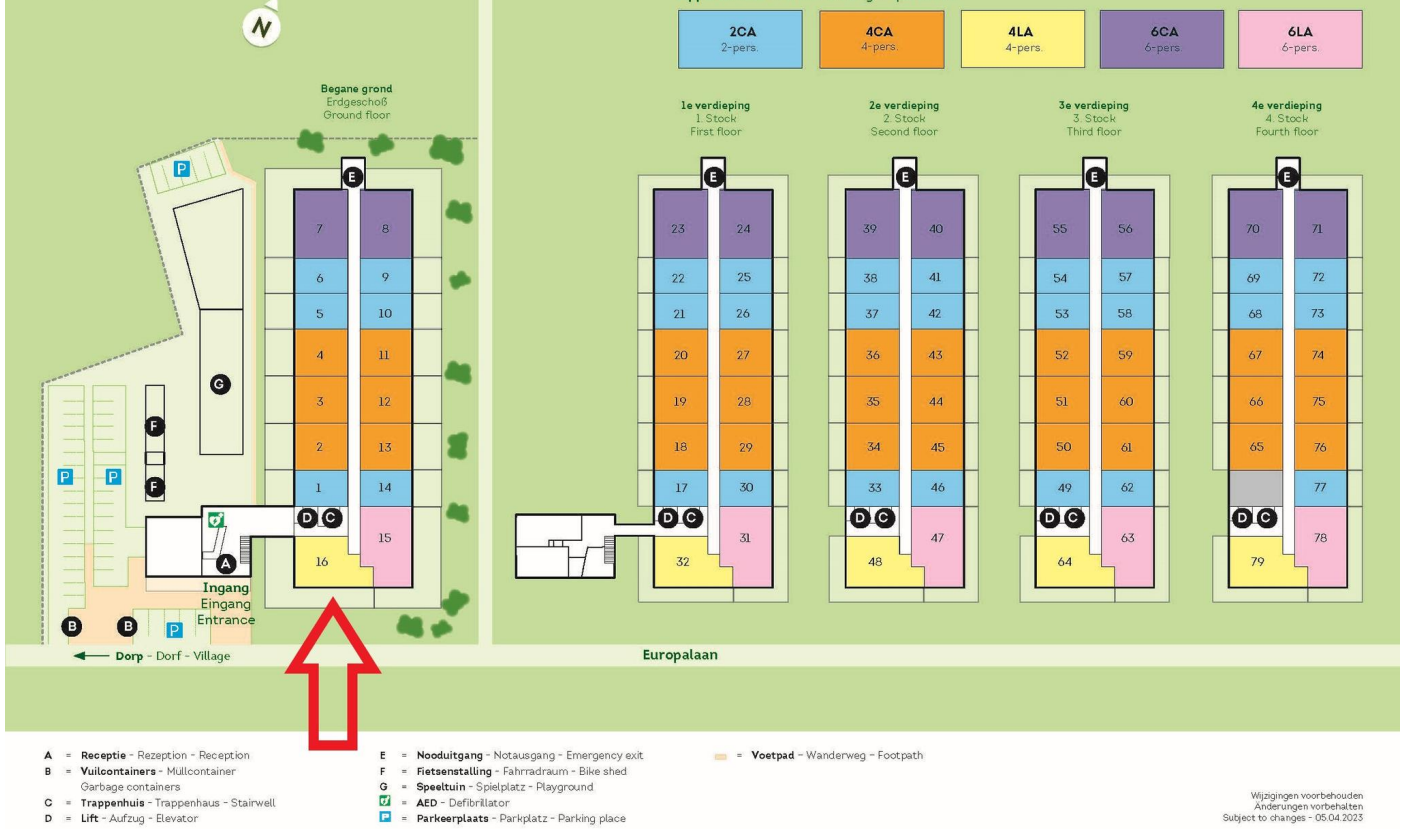 N
2CA
2-pers.
4CA
4-pers.
4LA
4-pers.
6CA
6-pers.
6LA
6-pers.
Begane grond
Erdgeschoß
Ground floor
1e verdieping
1. Stock
First floor
2e verdieping
2. Stock
Second floor
3e verdieping
3. Stock
Third floor
4e verdieping
4. Stock
Fourth floor
P
E
7 8
6 9
5 10
4 11
3 12
2 13
1 14
D C
15
16
E
23 24
22 25
21 26
20 27
19 28
18 29
17 30
D C
31
32
E
39 40
38 41
37 42
36 43
35 44
34 45
33 46
D C
47
48
E
55 56
54 57
53 58
52 59
51 60
50 61
49 62
D C
63
64
E
70 71
69 72
68 73
67 74
66 75
65 76
77
D C
78
79
G
F
P P
F
A
Ingang
Eingang
Entrance
B B P
Dorp - Dorf - Village
Europalaan
A = Receptie - Rezeption - Reception
B = Vuilcontainers - Müllcontainer
Garbage containers
C = Trappenhuis - Trappenhaus - Stairwell
D = Lift - Aufzug - Elevator
E = Nooduitgang - Notausgang - Emergency exit
F = Fietsenstalling - Fahrradraum - Bike shed
G = Speeltuin - Spielplatz - Playground
= AED - Defibrillator
P = Parkeerplaats - Parkplatz - Parking place
= Voetpad - Wanderweg - Footpath
Wijzigingen voorbehouden
Änderungen vorbehalten
Subject to changes - 05.04.2023